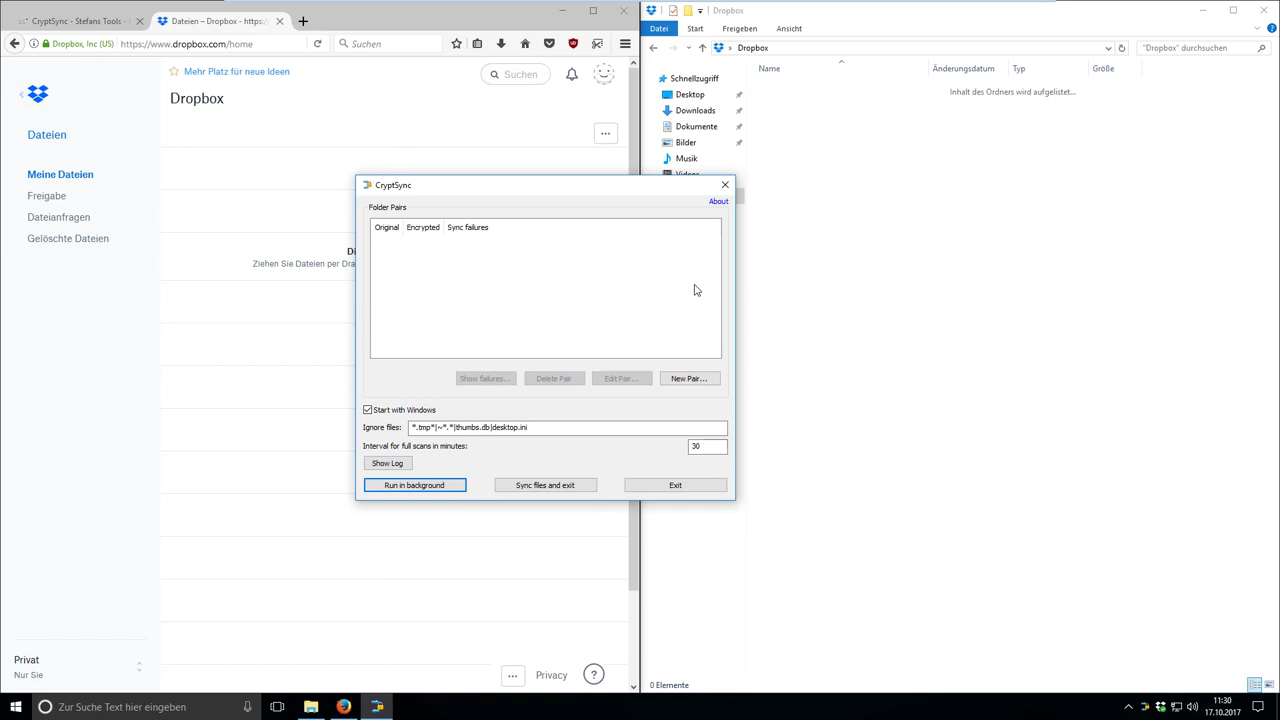 CryptSync - Stefans Tools -
Dateien – Dropbox - https:/
Dropbox, Inc (US)
https://www.dropbox.com/home
Suchen
Mehr Platz für neue Ideen
Suchen
Dropbox
Dateien
Meine Dateien
Freigabe
Dateianfragen
Gelöschte Dateien
Di
Ziehen Sie Dateien per Dra
Privat
Nur Sie
Privacy
?
Dropbox
Datei
Start
Freigeben
Ansicht
Dropbox
"Dropbox" durchsuchen
Schnellzugriff
Desktop
Downloads
Dokumente
Bilder
Musik
Videos
Name
Änderungsdatum
Typ
Größe
Inhalt des Ordners wird aufgelistet...
0 Elemente
CryptSync
About
Folder Pairs
Original
Encrypted
Sync failures
Show failures...
Delete Pair
Edit Pair...
New Pair...
Start with Windows
Ignore files:
*.tmp*|~*.*|thumbs.db|desktop.ini
Interval for full scans in minutes:
30
Show Log
Run in background
Sync files and exit
Exit
Zur Suche Text hier eingeben
11:30
17.10.2017